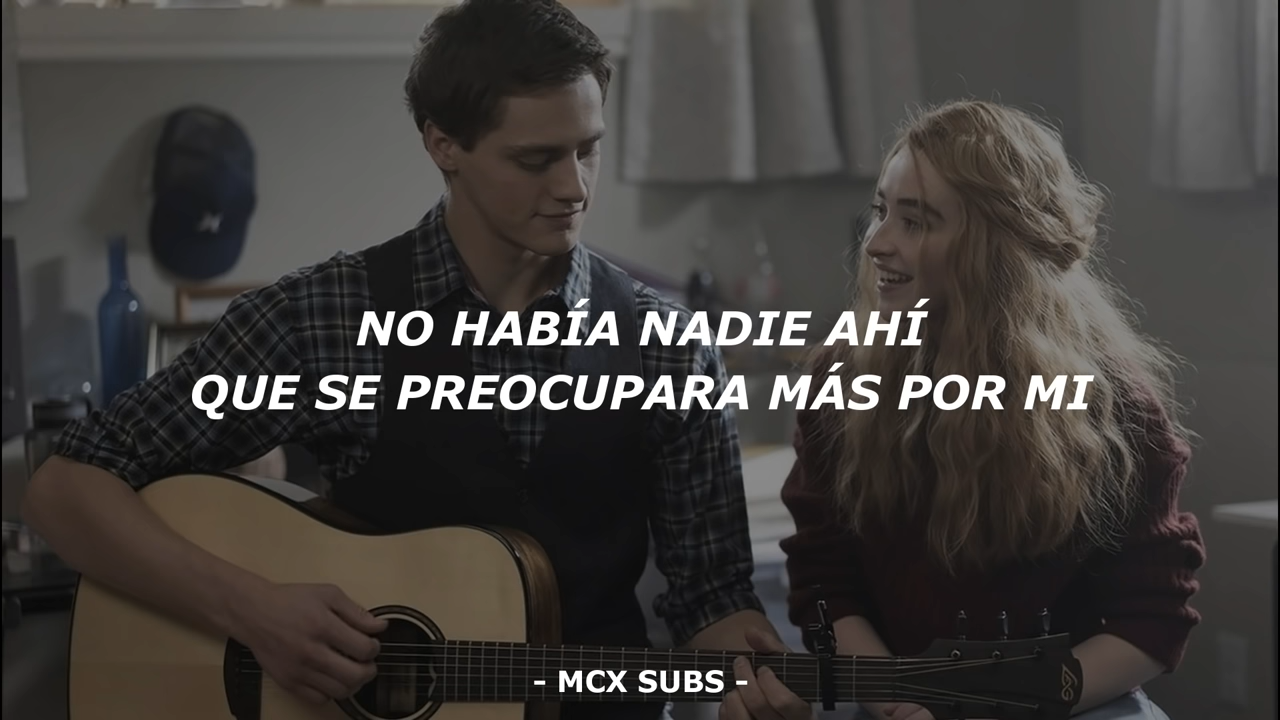 NO HABÍA NADIE AHÍ
QUE SE PREOCUPARA MÁS POR MI
- MCX SUBS -